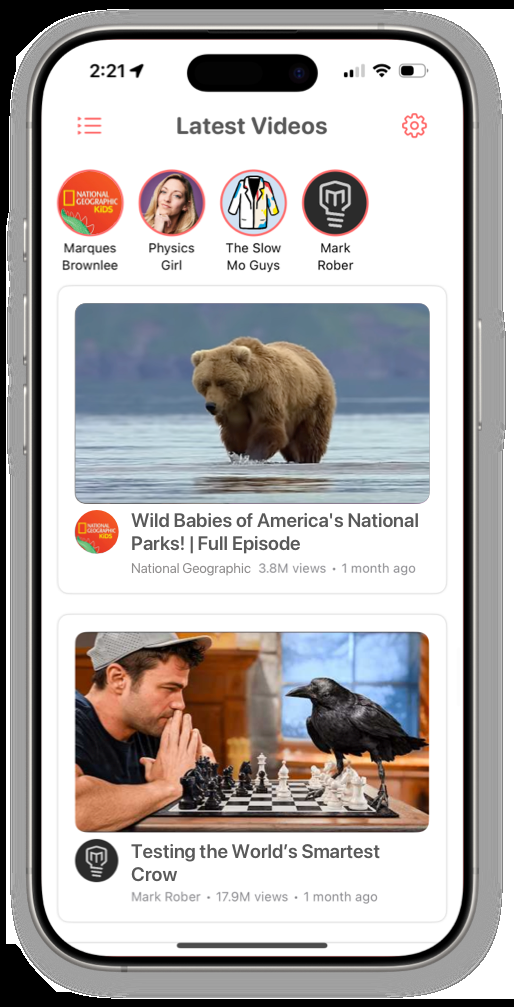 2:21
Latest Videos
NATIONAL
GEOGRAPHIC
KiDS
Marques
Brownlee
Physics
Girl
The Slow
Mo Guys
Mark
Rober
NATIONAL
GEOGRAPHIC
KiDS
Wild Babies of America's National
Parks! | Full Episode
National Geographic 3.8M views • 1 month ago
Testing the World’s Smartest
Crow
Mark Rober • 17.9M views • 1 month ago